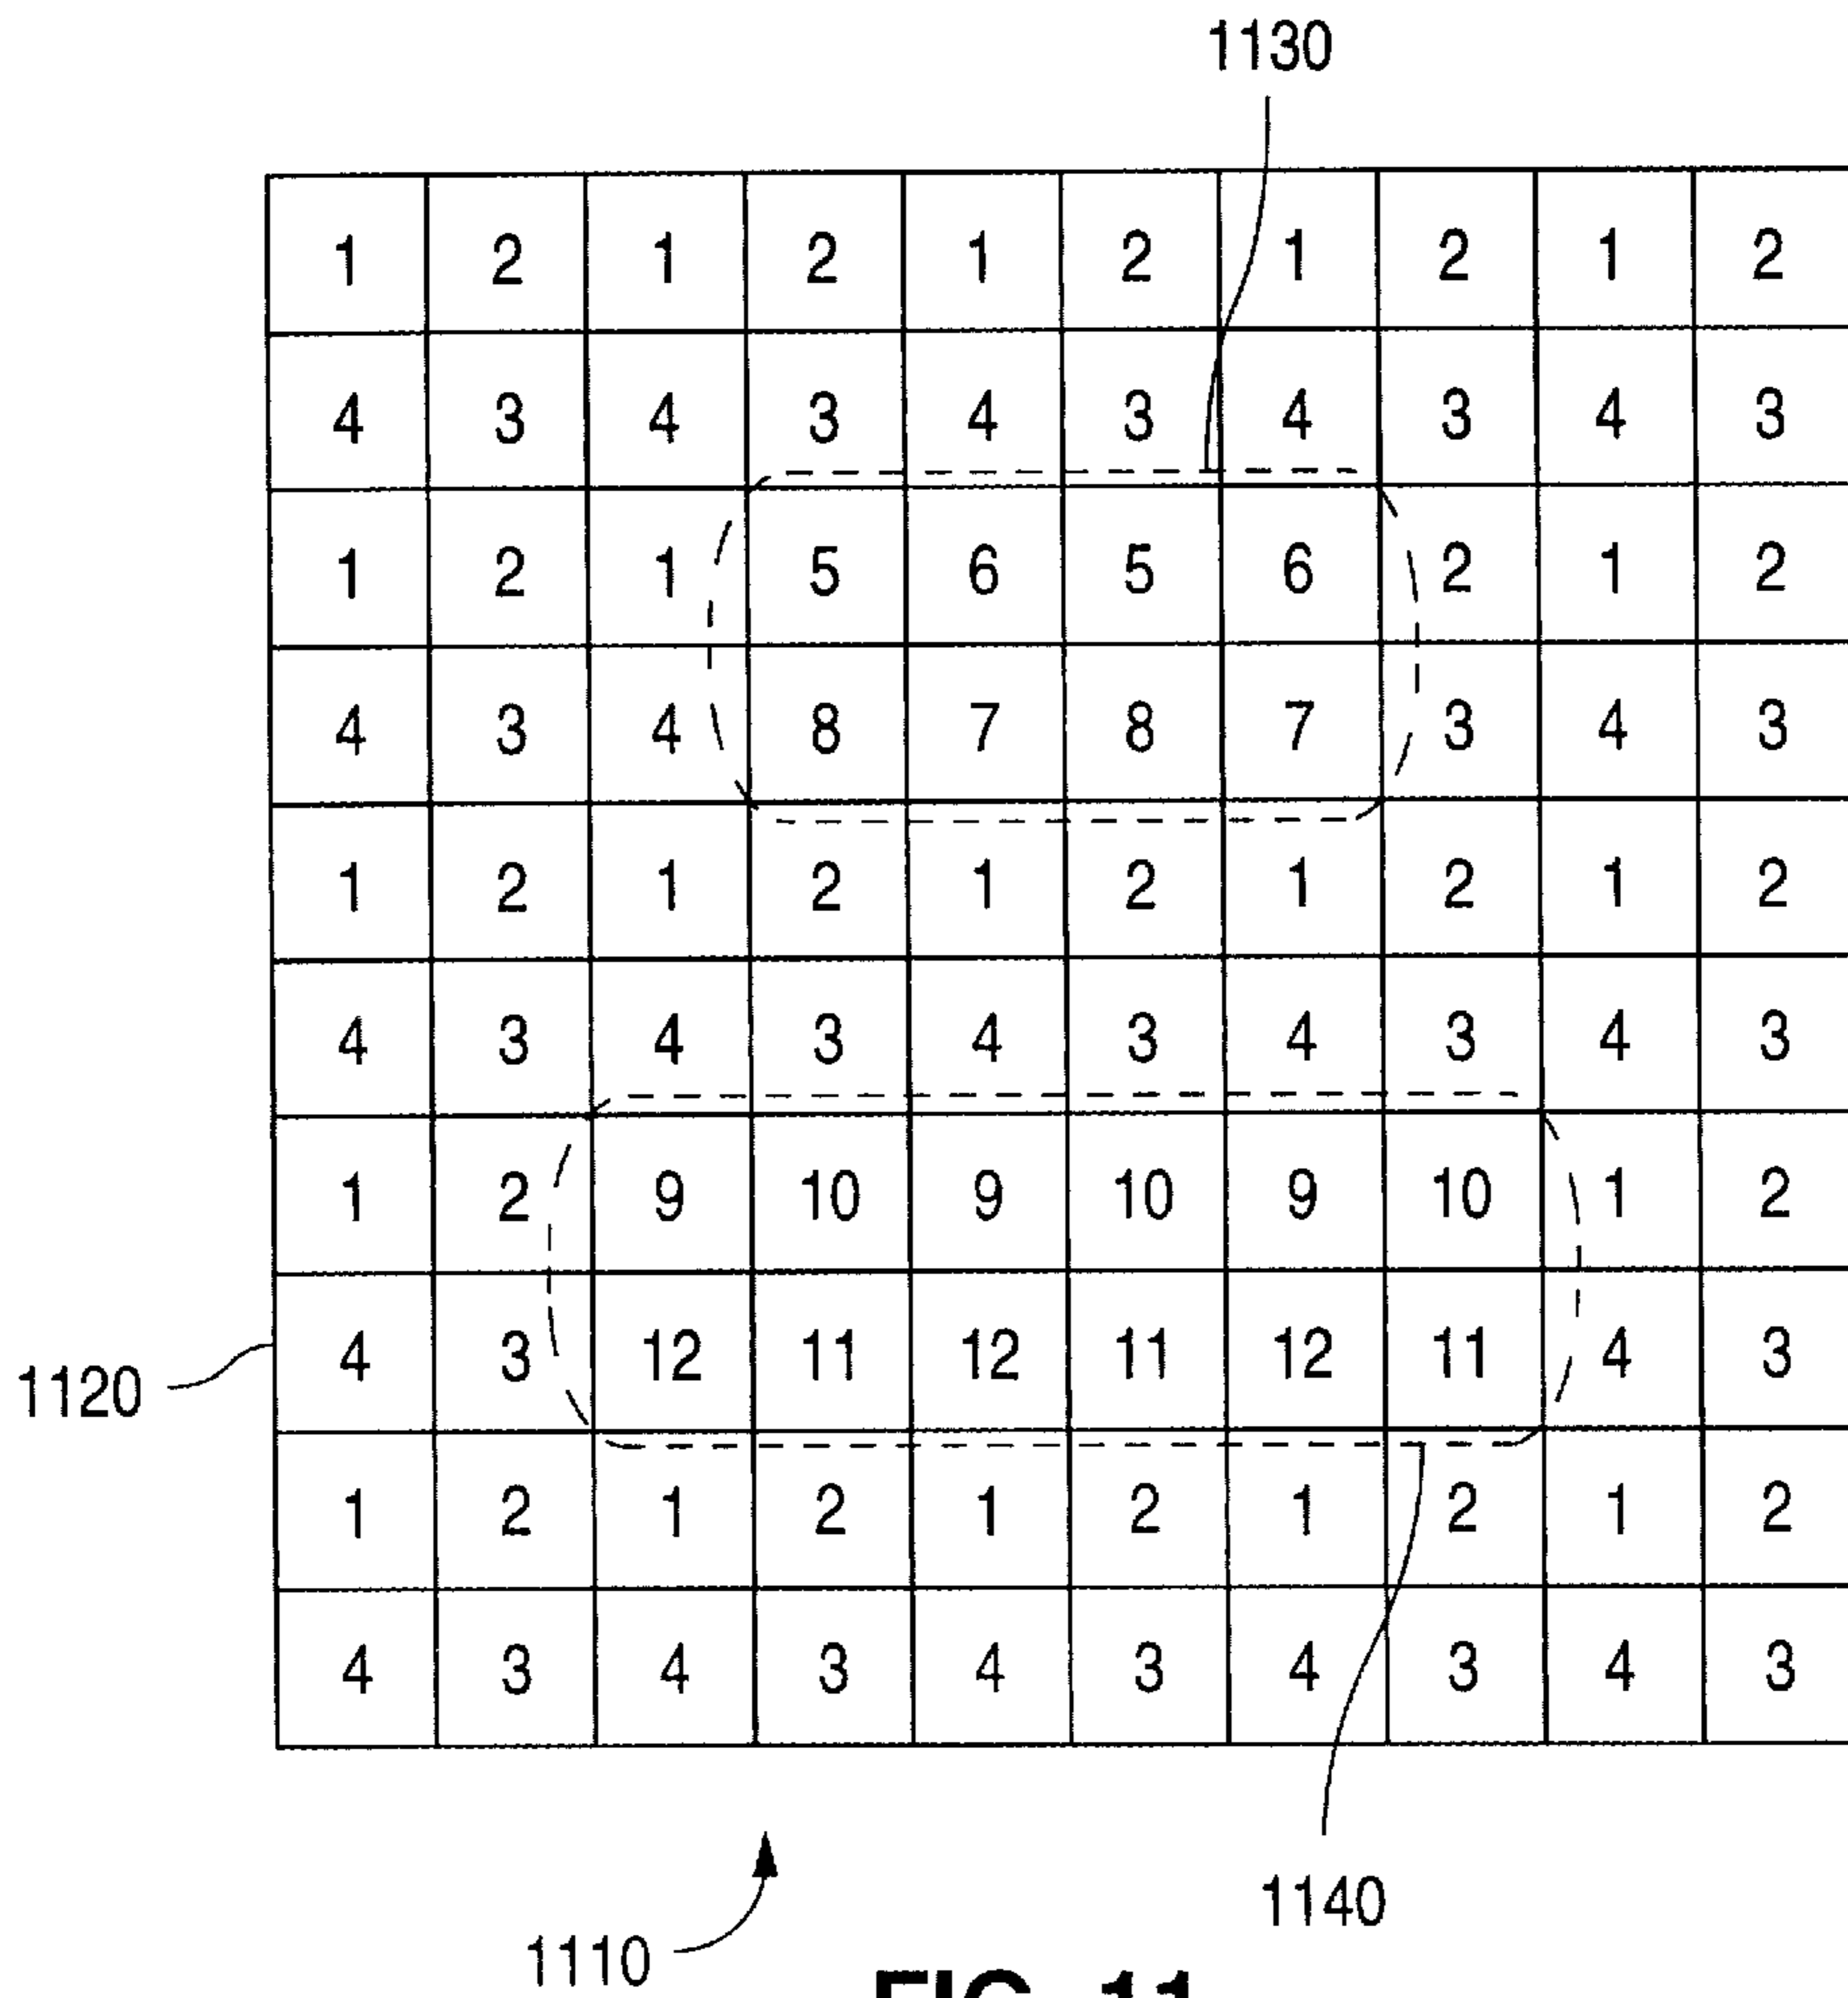 1130
1 2 1 2 1 2 1 2 1 2
4 3 4 3 4 3 4 3 4 3
1 2 1 5 6 5 6 2 1 2
4 3 4 8 7 8 7 3 4 3
1 2 1 2 1 2 1 2 1 2
4 3 4 3 4 3 4 3 4 3
1 2 9 10 9 10 9 10 1 2
4 3 12 11 12 11 12 11 4 3
1120
1 2 1 2 1 2 1 2 1 2
4 3 4 3 4 3 4 3 4 3
1140
1110
FIG. 11